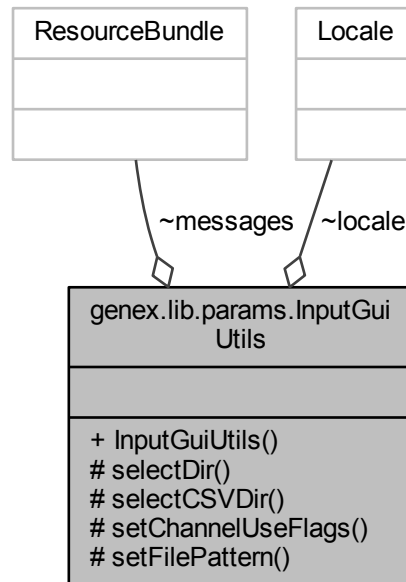 ResourceBundle
Locale
~messages
~locale
genex.lib.params.InputGui
Utils
+ InputGuiUtils()
# selectDir()
# selectCSVDir()
# setChannelUseFlags()
# setFilePattern()